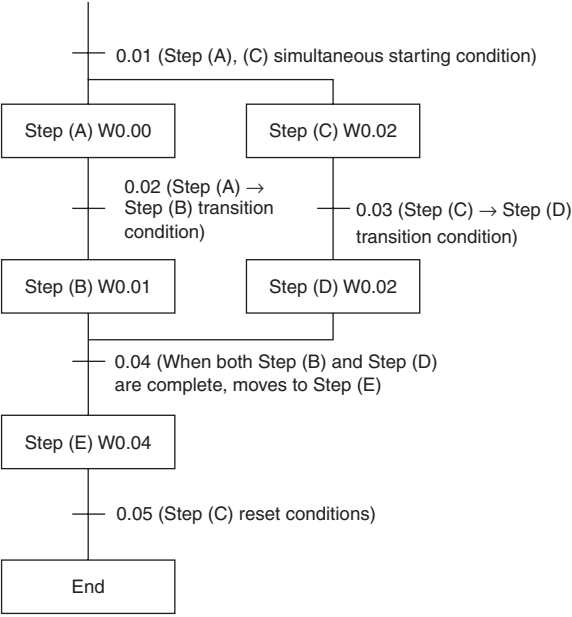 0.01 (Step (A), (C) simultaneous starting condition)
Step (A) W0.00
Step (C) W0.02
0.02 (Step (A) →
Step (B) transition
condition)
0.03 (Step (C) → Step (D)
transition condition)
Step (B) W0.01
Step (D) W0.02
0.04 (When both Step (B) and Step (D)
are complete, moves to Step (E)
Step (E) W0.04
0.05 (Step (C) reset conditions)
End